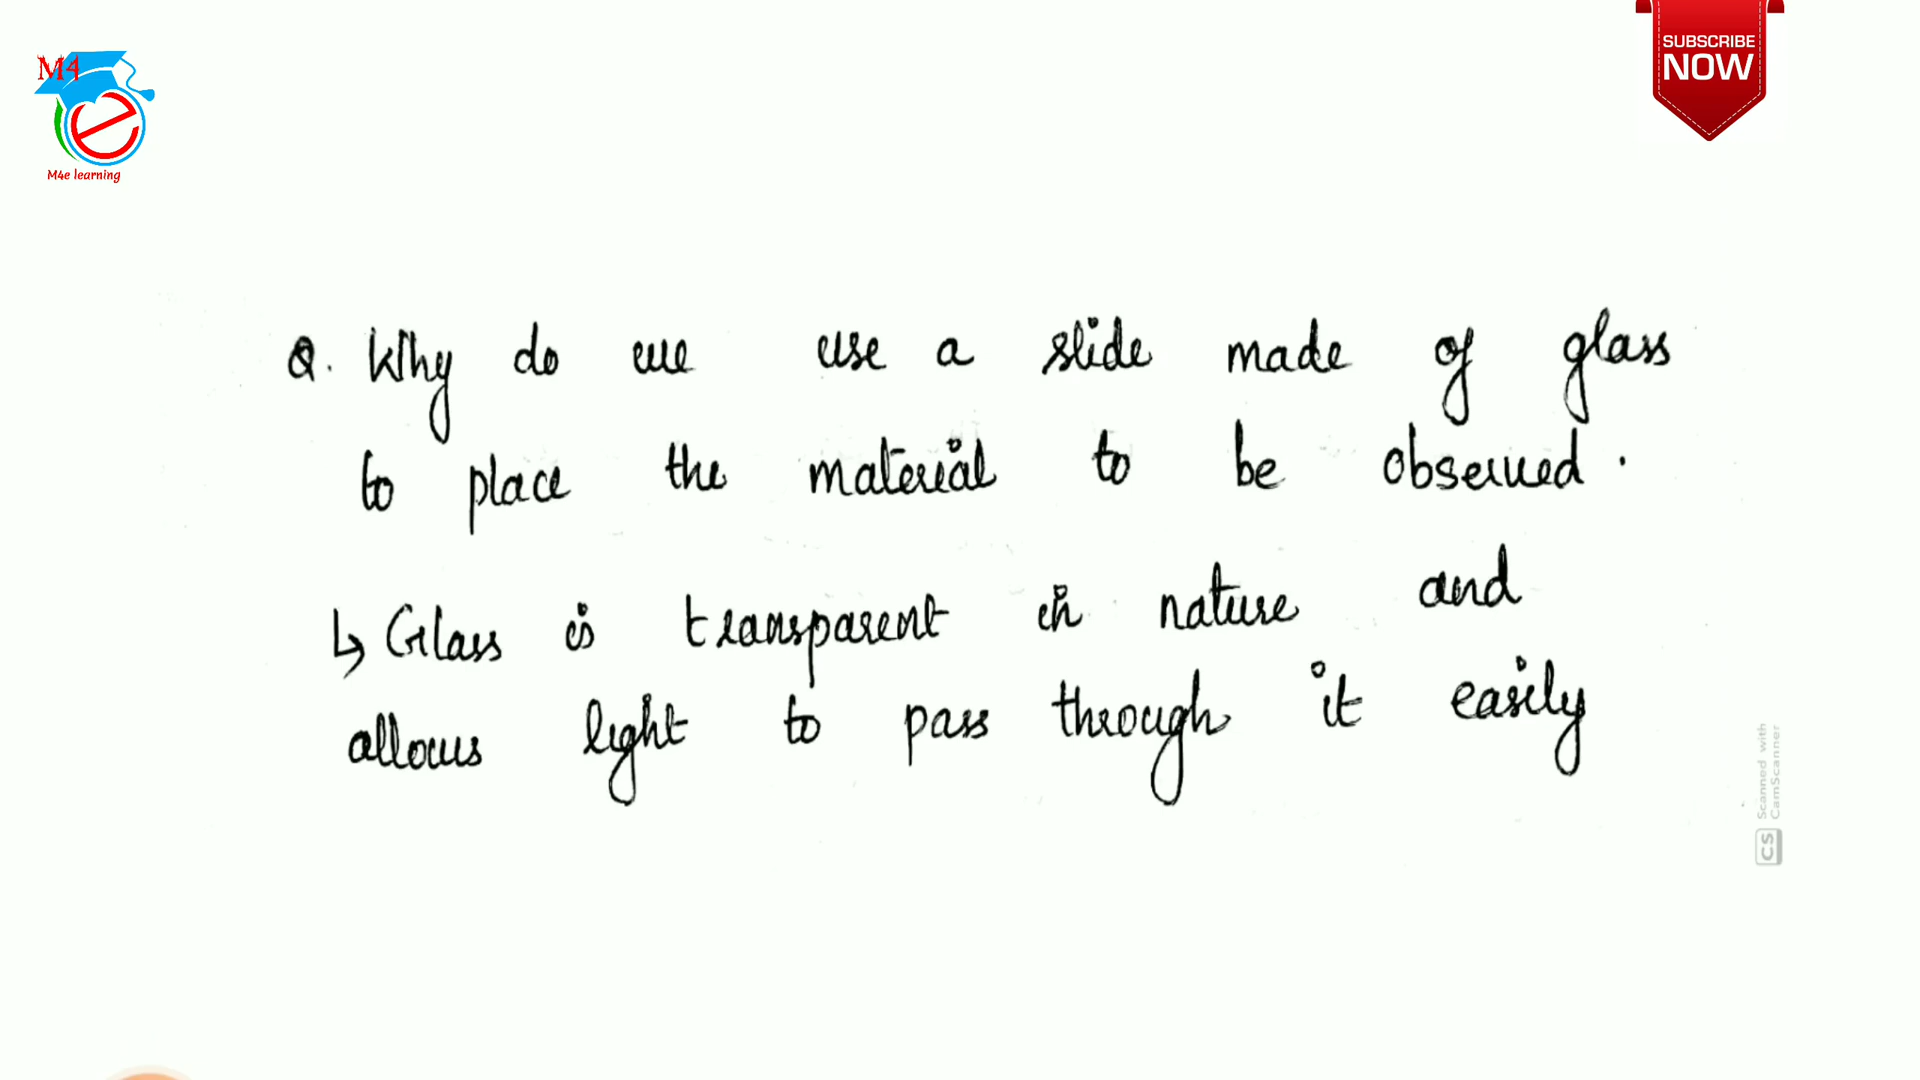 M4
M4e learning
SUBSCRIBE
NOW
Q. Why do we use a slide made of glass
to place the material to be observed.
↳ Glass is transparent in nature and
allows light to pass through it easily
CS Scanned with
CamScanner